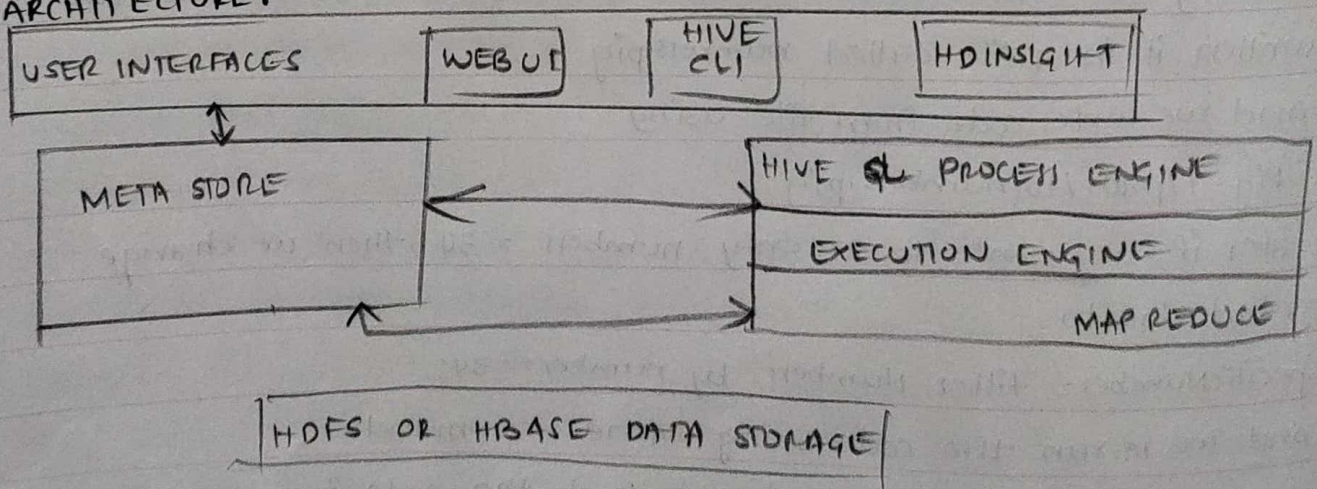 ARCHITECTURE:
USER INTERFACES WEB UI HIVE CLI HDINSIGHT
META STORE
HIVE QL PROCESS ENGINE
EXECUTION ENGINE
MAP REDUCE
HDFS OR HBASE DATA STORAGE